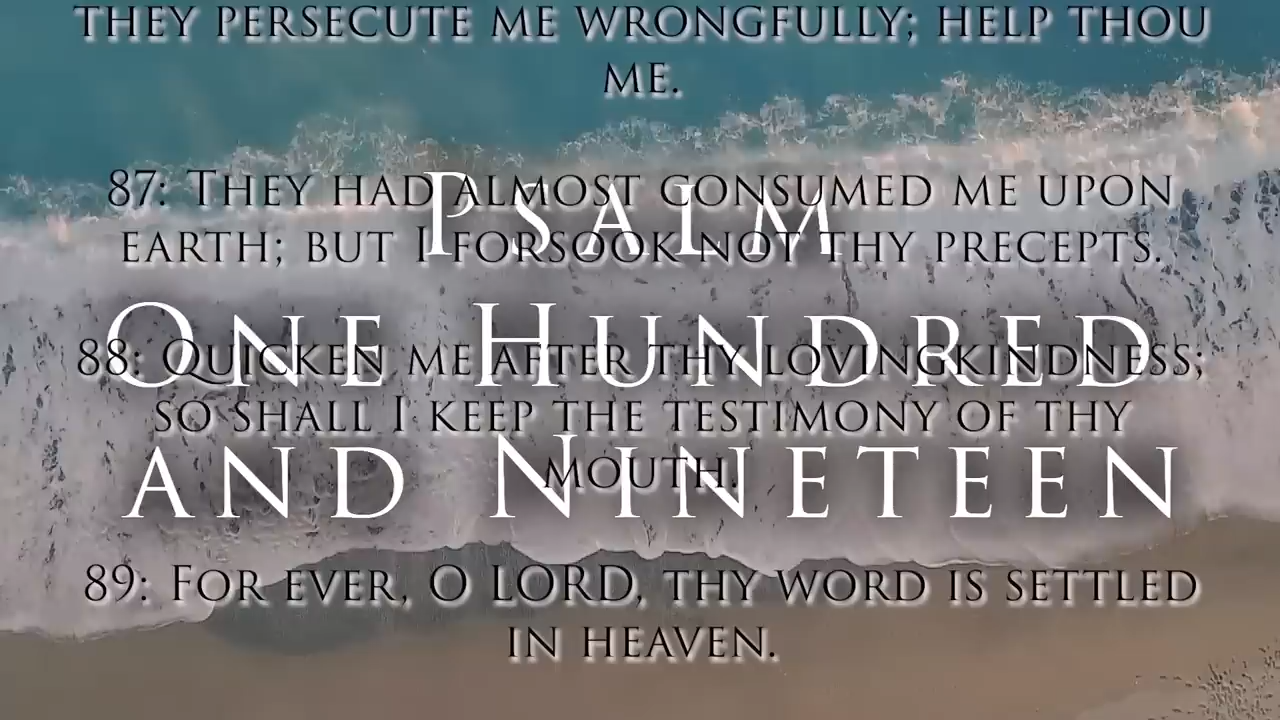 THEY PERSECUTE ME WRONGFULLY; HELP THOU
ME.
87: THEY HAD ALMOST CONSUMED ME UPON
EARTH; BUT I FORSOOK NOT THY PRECEPTS.
88: QUICKEN ME AFTER THY LOVINGKINDNESS;
SO SHALL I KEEP THE TESTIMONY OF THY
MOUTH.
89: FOR EVER, O LORD, THY WORD IS SETTLED
IN HEAVEN.
PSALM
ONE HUNDRED
AND NINETEEN